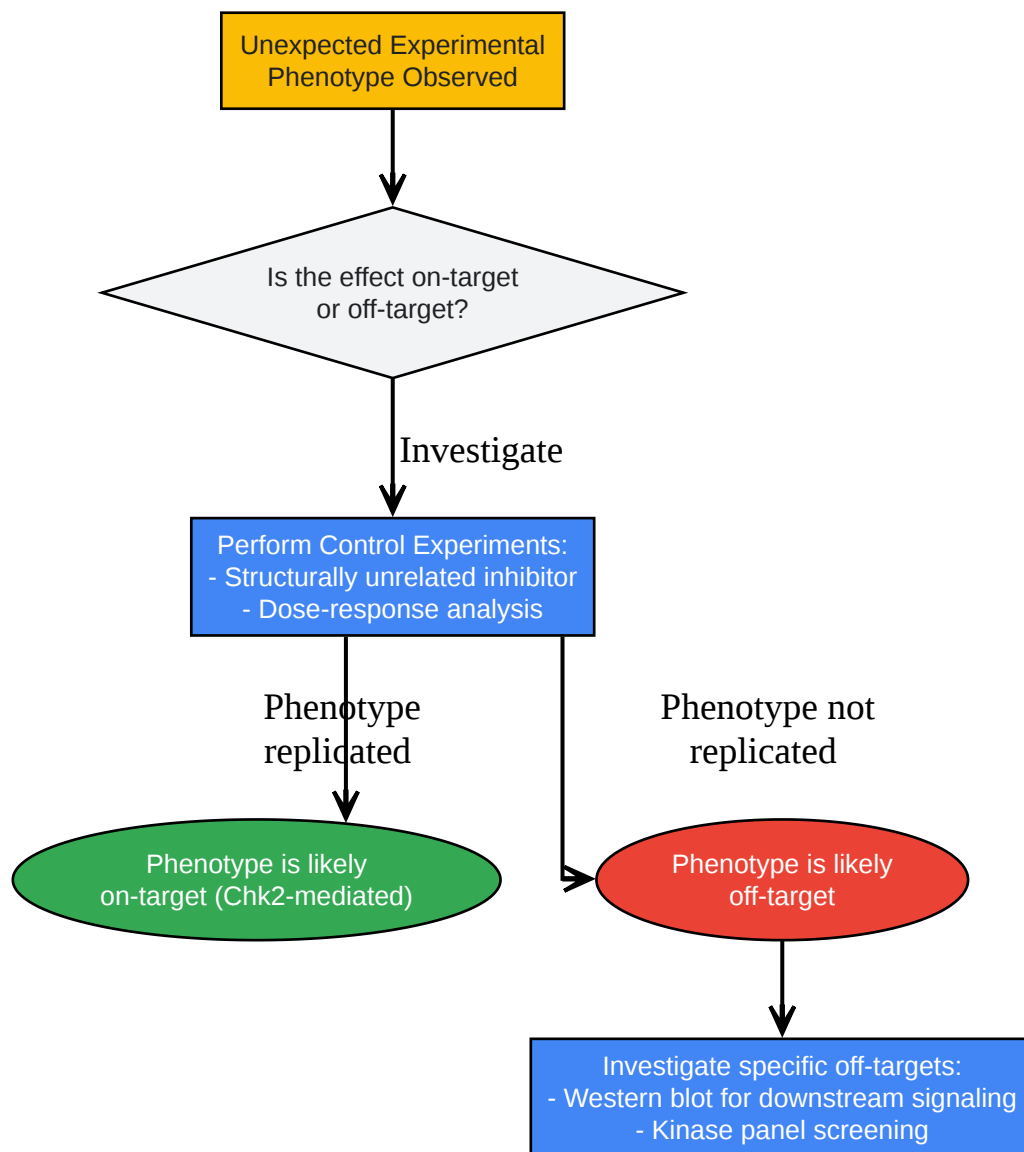 Unexpected Experimental
Phenotype Observed
Is the effect on-target
or off-target?
Investigate
Perform Control Experiments:
- Structurally unrelated inhibitor
- Dose-response analysis
Phenotype
replicated
Phenotype not
replicated
Phenotype is likely
on-target (Chk2-mediated)
Phenotype is likely
off-target
Investigate specific off-targets:
- Western blot for downstream signaling
- Kinase panel screening